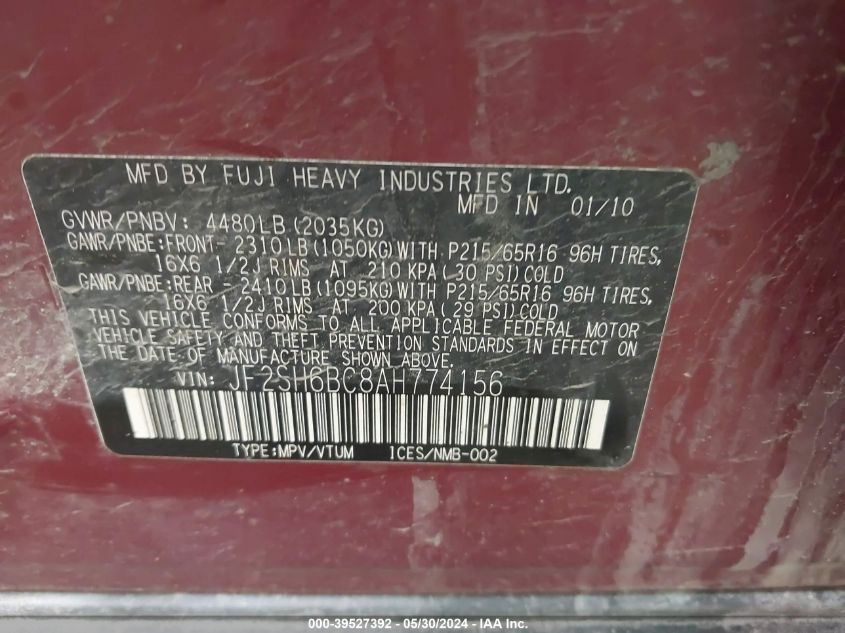 MFD BY FUJI HEAVY INDUSTRIES LTD.
MFD IN 01/10
GVWR/PNBV: 4480LB(2035KG)
GAWR/PNBE:FRONT- 2310LB(1050KG)WITH P215/65R16 96H TIRES,
16X6 1/2J RIMS AT 210 KPA( 30 PSI)COLD
GAWR/PNBE:REAR - 2410LB(1095KG)WITH P215/65R16 96H TIRES,
16X6 1/2J RIMS AT 200 KPA( 29 PSI)COLD
THIS VEHICLE CONFORMS TO ALL APPLICABLE FEDERAL MOTOR
VEHICLE SAFETY AND THEFT PREVENTION STANDARDS IN EFFECT ON
THE DATE OF MANUFACTURE SHOWN ABOVE.
VIN: JF2SH6BC8AH774156
TYPE:MPV/VTUM ICES/NMB-002
000-39527392 - 05/30/2024 - IAA Inc.